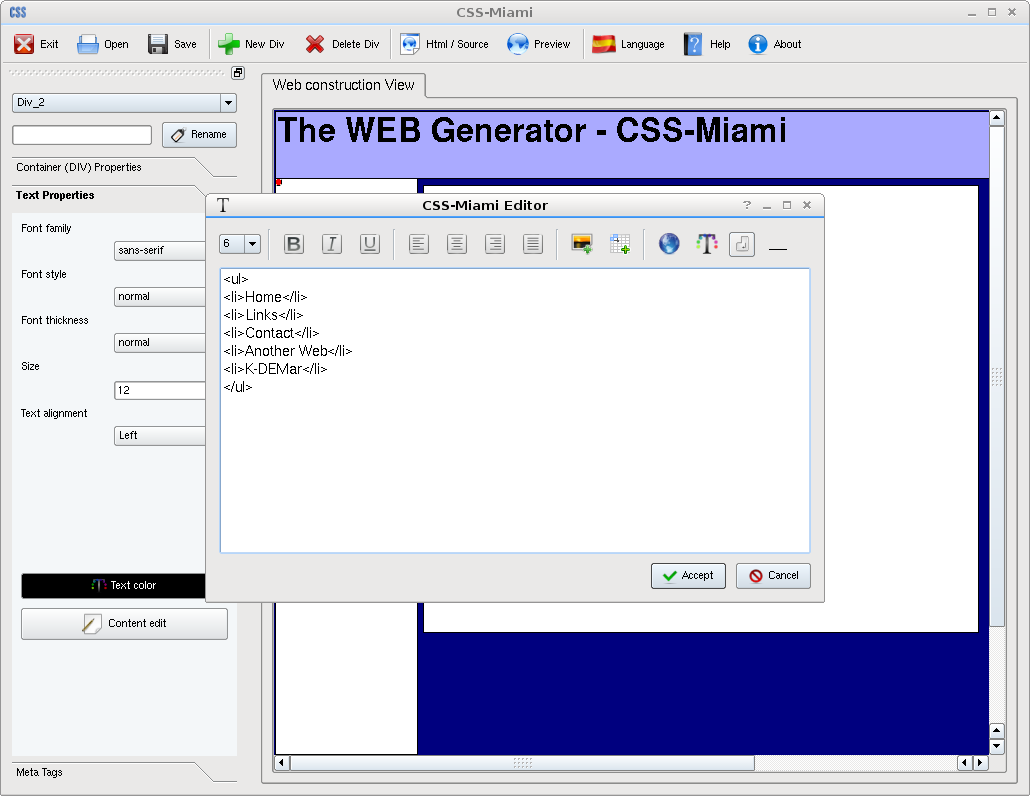 CSS CSS-Miami
Exit Open Save New Div Delete Div Html / Source Preview Language Help About
Web construction View
Div_2
Rename
Container (DIV) Properties
Text Properties
Font family
sans-serif
Font style
normal
Font thickness
normal
Size
12
Text alignment
Left
Text color
Content edit
Meta Tags
The WEB Generator - CSS-Miami
T CSS-Miami Editor
6 B I U T
<ul>
<li>Home</li>
<li>Links</li>
<li>Contact</li>
<li>Another Web</li>
<li>K-DEMar</li>
</ul>
Accept Cancel